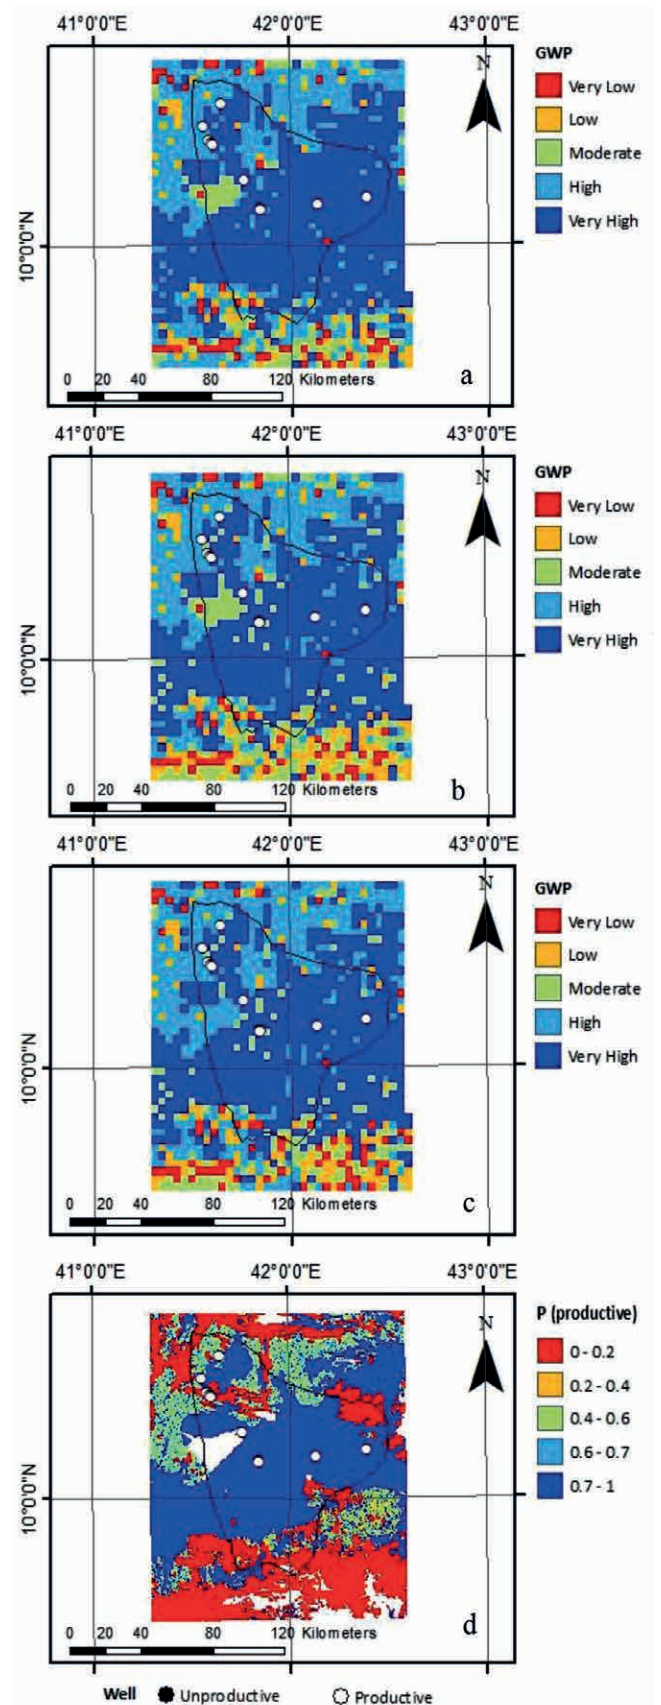 41°0'0"E 42°0'0"E 43°0'0"E
GWP
N
Very Low
Low
Moderate
High
Very High
10°0'0"N
0 20 40 80 120 Kilometers
a
41°0'0"E 42°0'0"E 43°0'0"E
GWP
N
Very Low
Low
Moderate
High
Very High
10°0'0"N
0 20 40 80 120 Kilometers
b
41°0'0"E 42°0'0"E 43°0'0"E
GWP
N
Very Low
Low
Moderate
High
Very High
10°0'0"N
0 20 40 80 120 Kilometers
c
41°0'0"E 42°0'0"E 43°0'0"E
P (productive)
N
0 - 0.2
0.2 - 0.4
0.4 - 0.6
0.6 - 0.7
0.7 - 1
10°0'0"N
0 20 40 80 120 Kilometers
d
Well Unproductive Productive